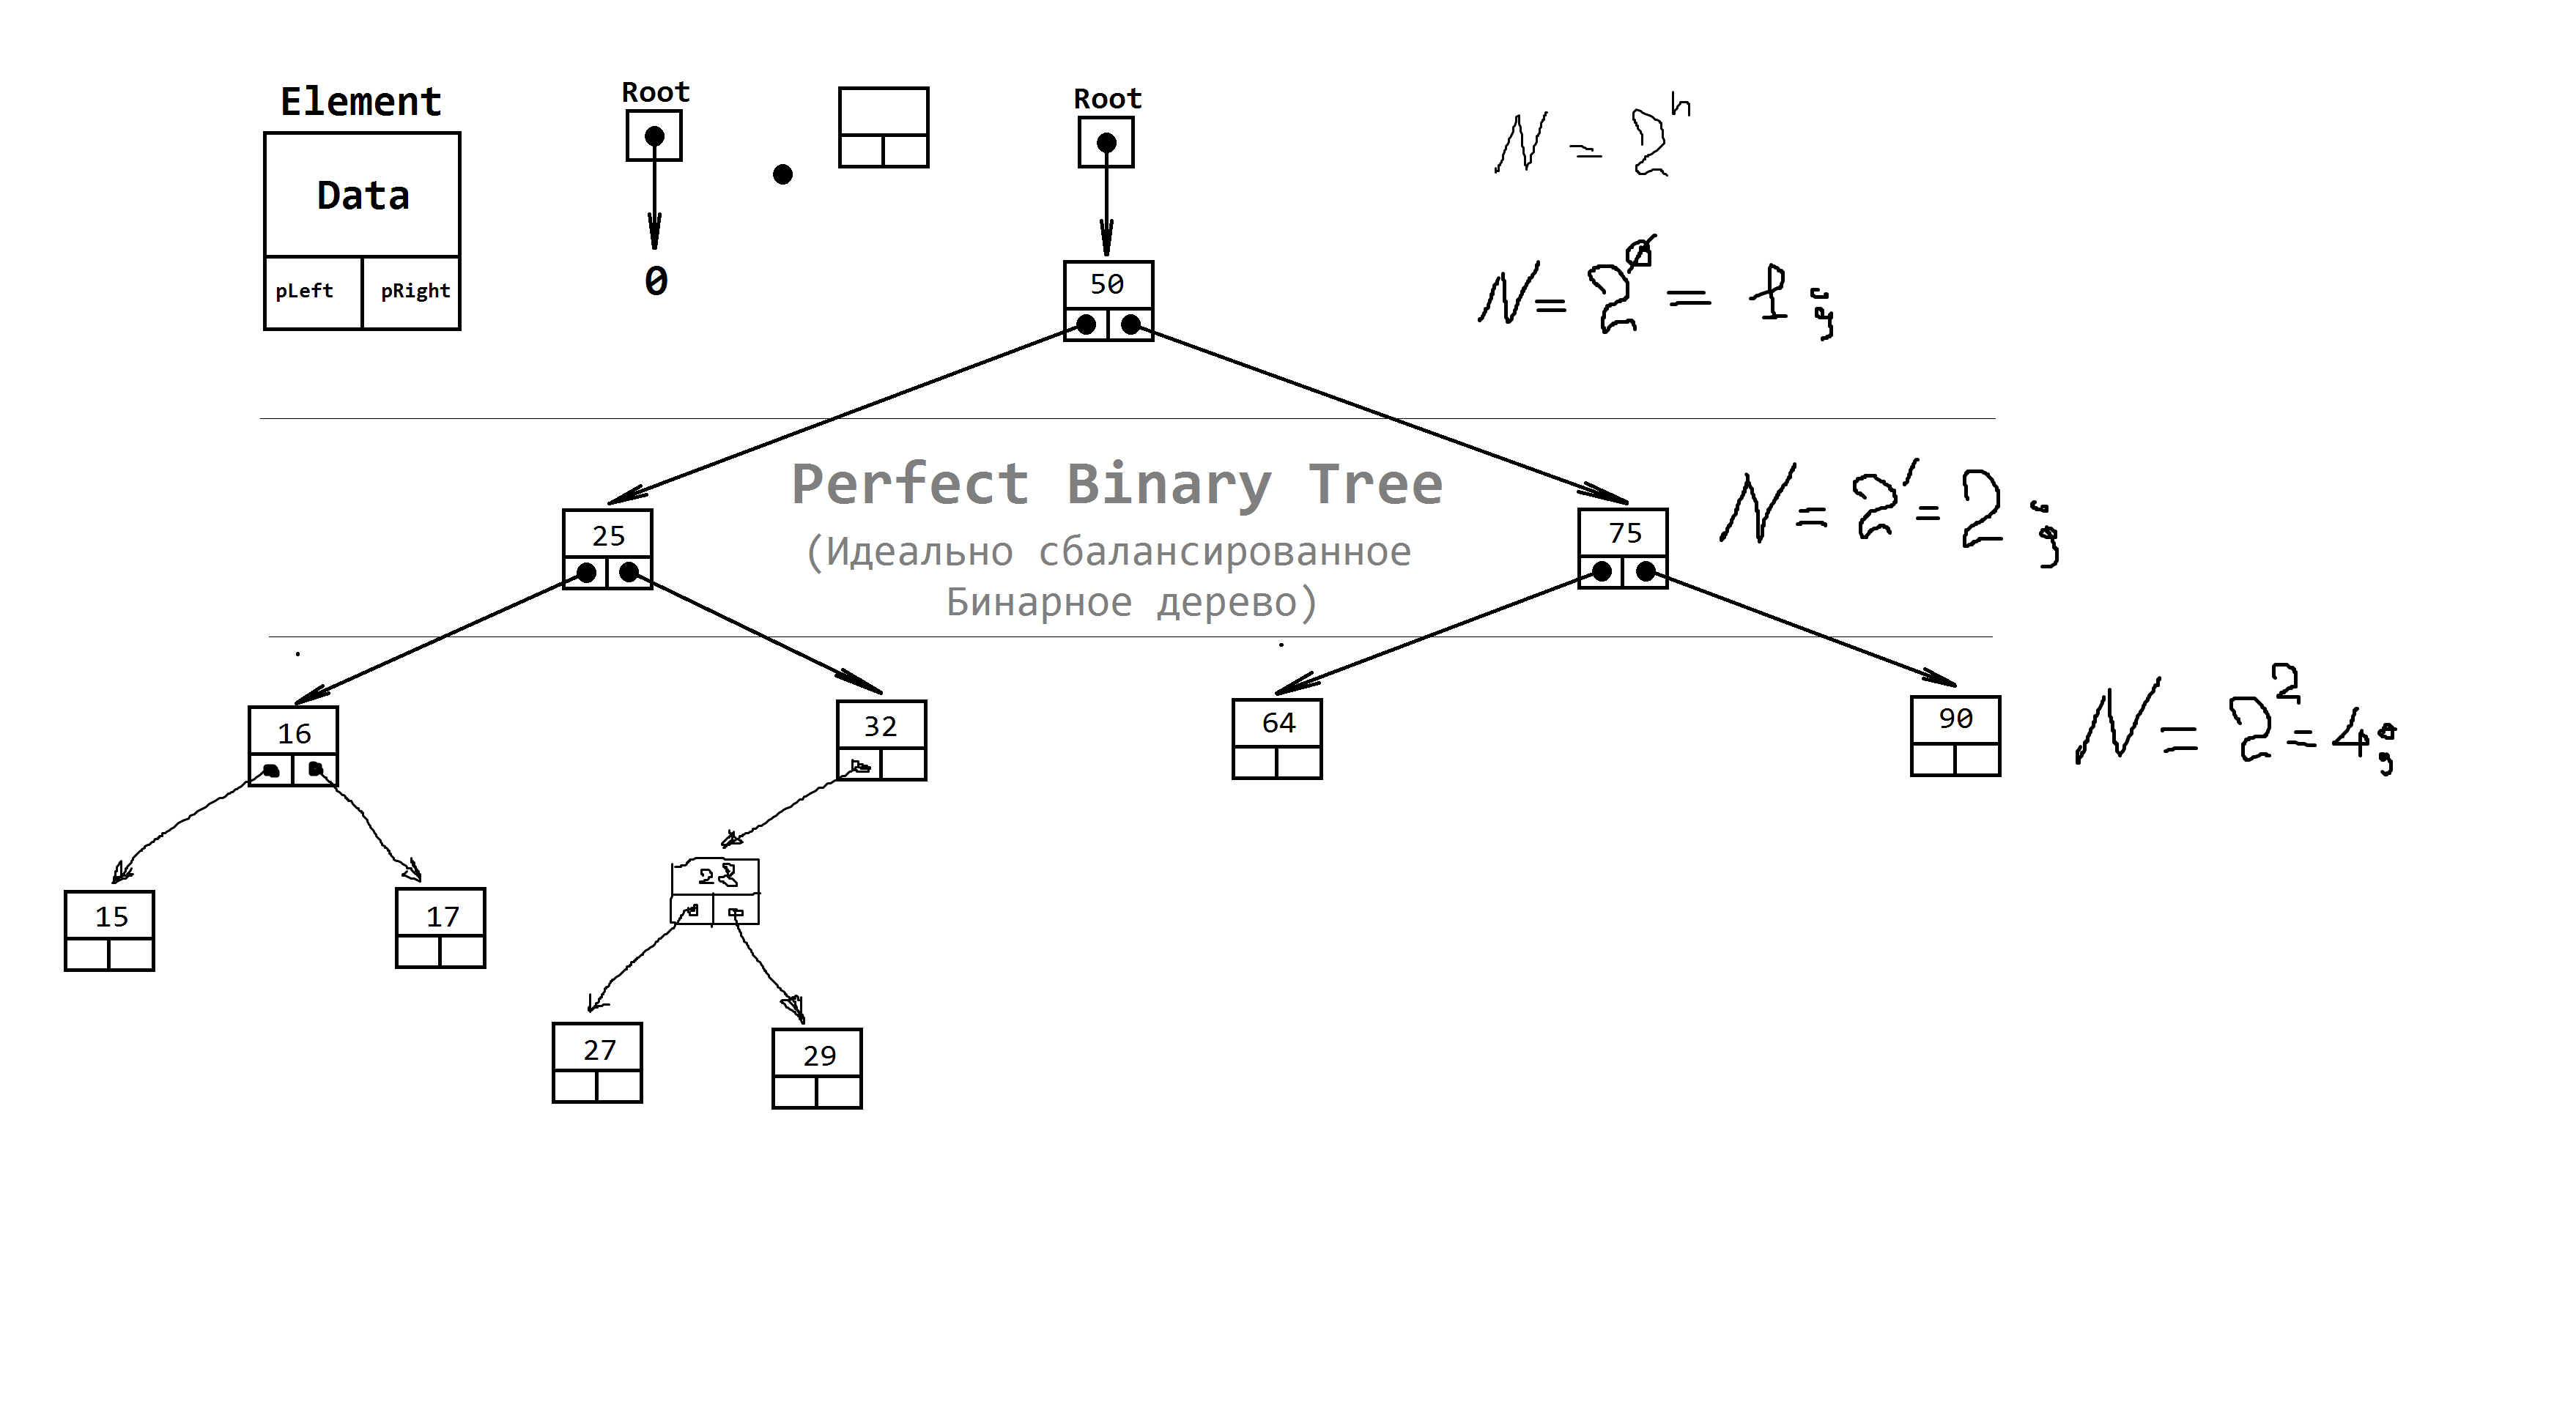 Element
Data
pLeft pRight
Root
0
Root
50
N = 2^n
N = 2^0 = 1;
Perfect Binary Tree
(Идеально сбалансированное
Бинарное дерево)
25
75
N = 2^1 = 2;
16
32
64
90
N = 2^2 = 4;
15
17
28
27
29